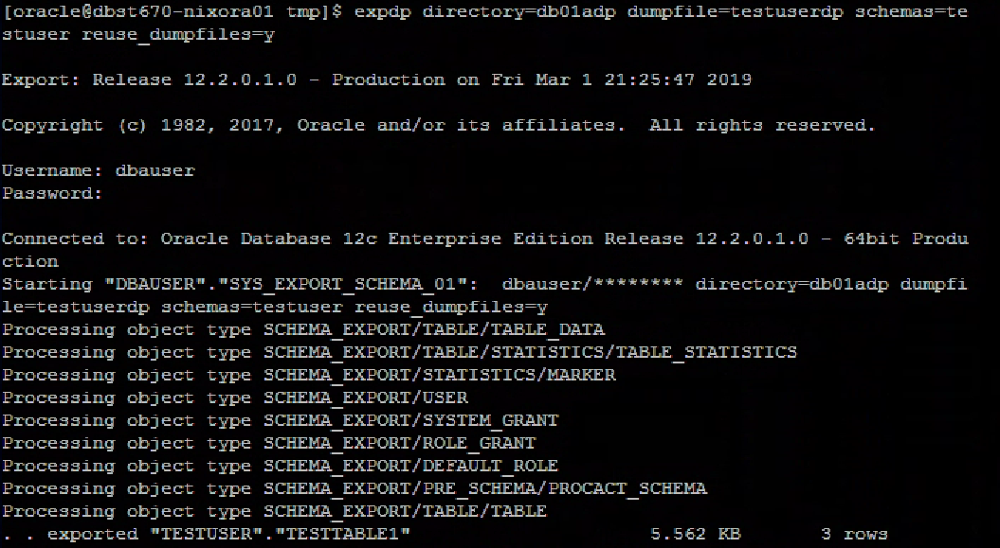 [oracle@dbst670-nixora01 tmp]$ expdp directory=db01adp dumpfile=testuserdp schemas=te
stuser reuse_dumpfiles=y
Export: Release 12.2.0.1.0 - Production on Fri Mar 1 21:25:47 2019
Copyright (c) 1982, 2017, Oracle and/or its affiliates.  All rights reserved.
Username: dbauser
Password:
Connected to: Oracle Database 12c Enterprise Edition Release 12.2.0.1.0 - 64bit Produ
ction
Starting "DBAUSER"."SYS_EXPORT_SCHEMA_01":  dbauser/******** directory=db01adp dumpfi
le=testuserdp schemas=testuser reuse_dumpfiles=y
Processing object type SCHEMA_EXPORT/TABLE/TABLE_DATA
Processing object type SCHEMA_EXPORT/TABLE/STATISTICS/TABLE_STATISTICS
Processing object type SCHEMA_EXPORT/STATISTICS/MARKER
Processing object type SCHEMA_EXPORT/USER
Processing object type SCHEMA_EXPORT/SYSTEM_GRANT
Processing object type SCHEMA_EXPORT/ROLE_GRANT
Processing object type SCHEMA_EXPORT/DEFAULT_ROLE
Processing object type SCHEMA_EXPORT/PRE_SCHEMA/PROCACT_SCHEMA
Processing object type SCHEMA_EXPORT/TABLE/TABLE
. . exported "TESTUSER"."TESTTABLE1"                     5.562 KB       3 rows